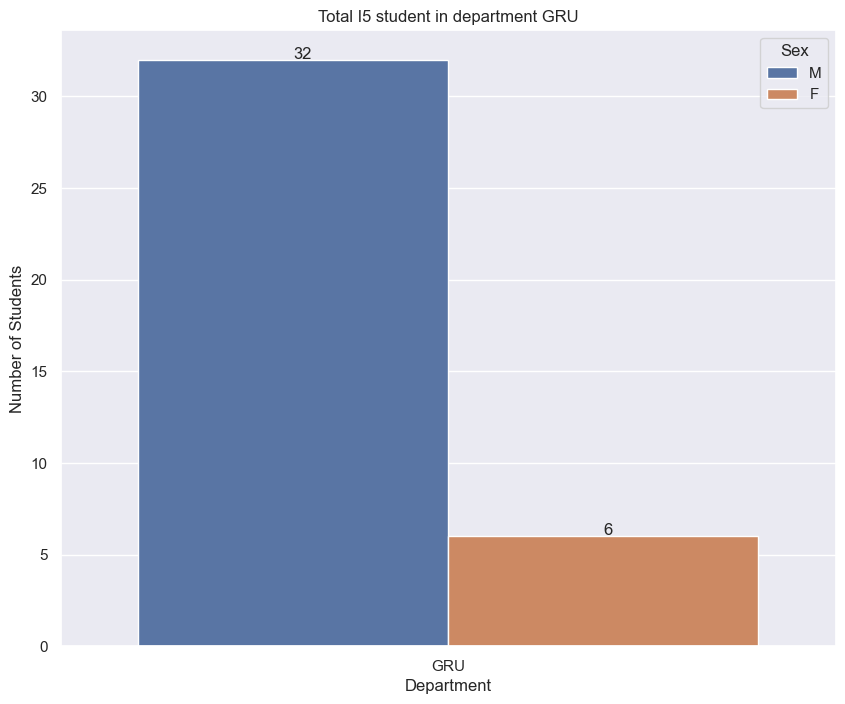 Total I5 student in department GRU
32
Sex
M
F
30
25
20
15
10
5
0
6
Number of Students
GRU
Department